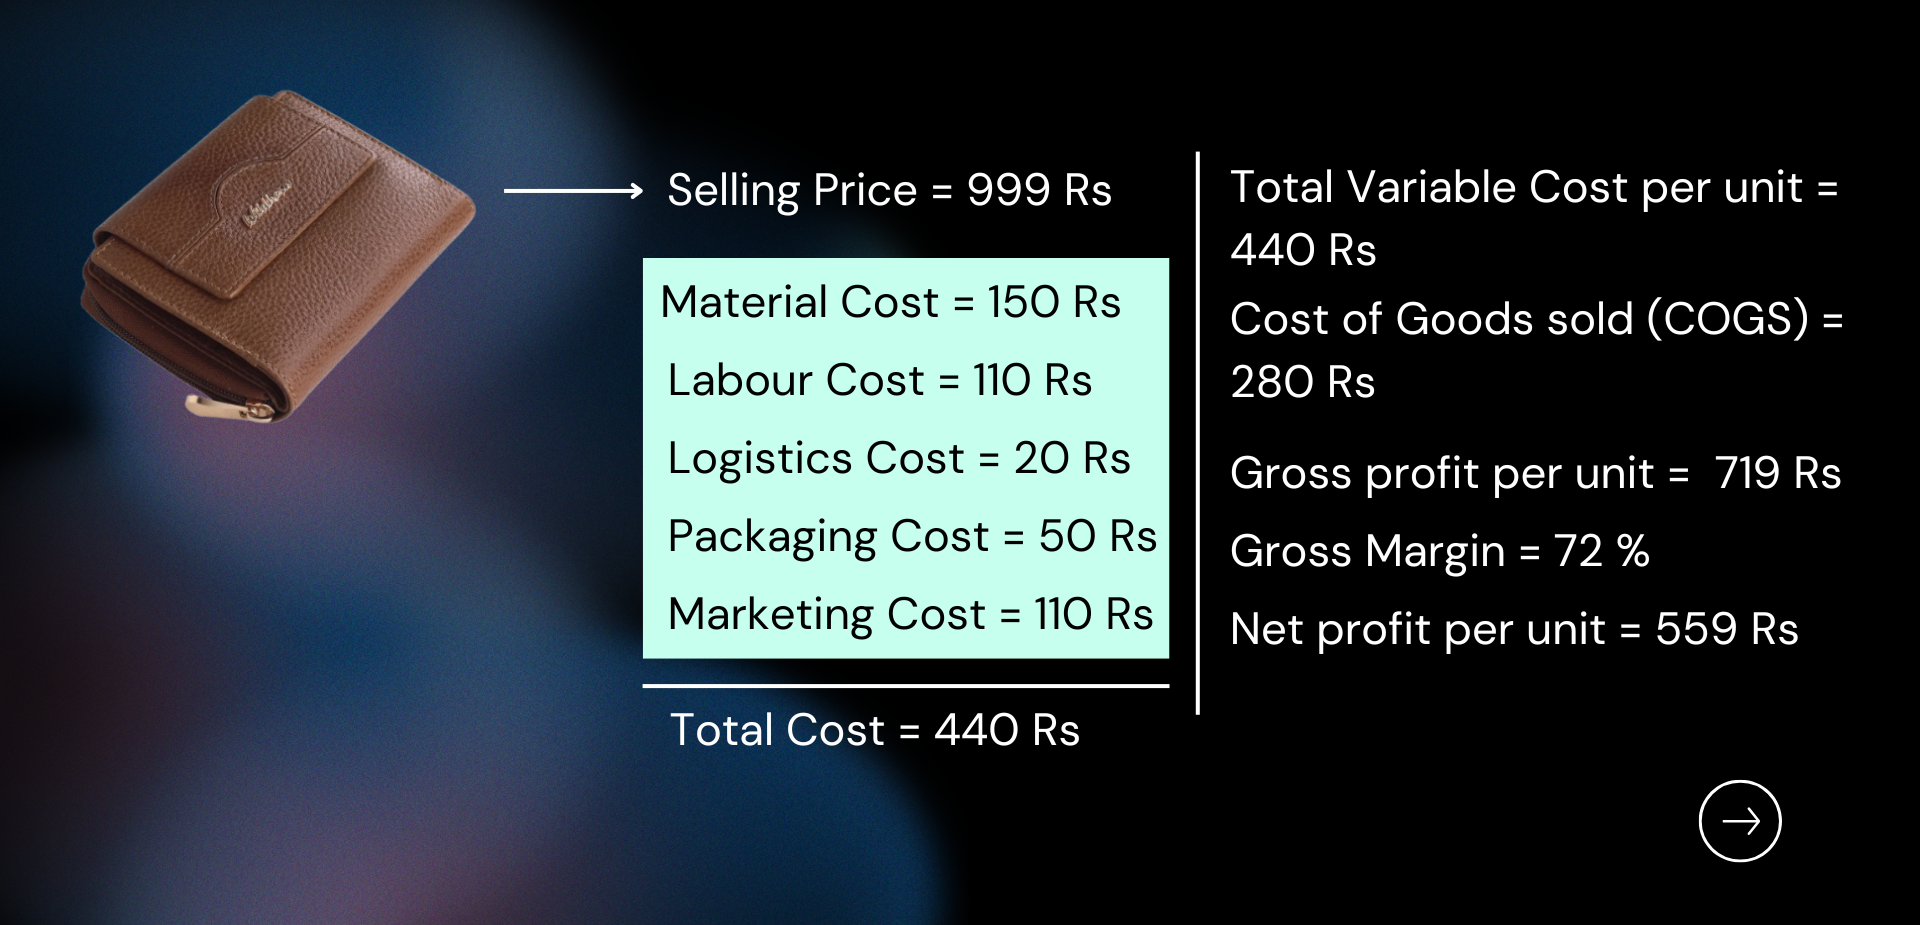 Selling Price = 999 Rs
Material Cost = 150 Rs
Labour Cost = 110 Rs
Logistics Cost = 20 Rs
Packaging Cost = 50 Rs
Marketing Cost = 110 Rs
Total Cost = 440 Rs
Total Variable Cost per unit =
440 Rs
Cost of Goods sold (COGS) =
280 Rs
Gross profit per unit = 719 Rs
Gross Margin = 72 %
Net profit per unit = 559 Rs